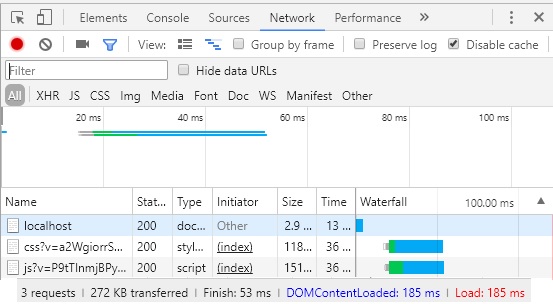 Elements Console Sources Network Performance
View: Group by frame Preserve log Disable cache
Filter Hide data URLs
All XHR JS CSS Img Media Font Doc WS Manifest Other
20 ms 40 ms 60 ms 80 ms 100 ms
Name Stat... Type Initiator Size Time Waterfall 100.00 ms
localhost 200 doc... Other 2.9 ... 13 ...
css?v=a2WgiorrS... 200 styl... (index) 118... 36 ...
js?v=P9tTlnmjBPy... 200 script (index) 151... 36 ...
3 requests | 272 KB transferred | Finish: 53 ms | DOMContentLoaded: 185 ms | Load: 185 ms